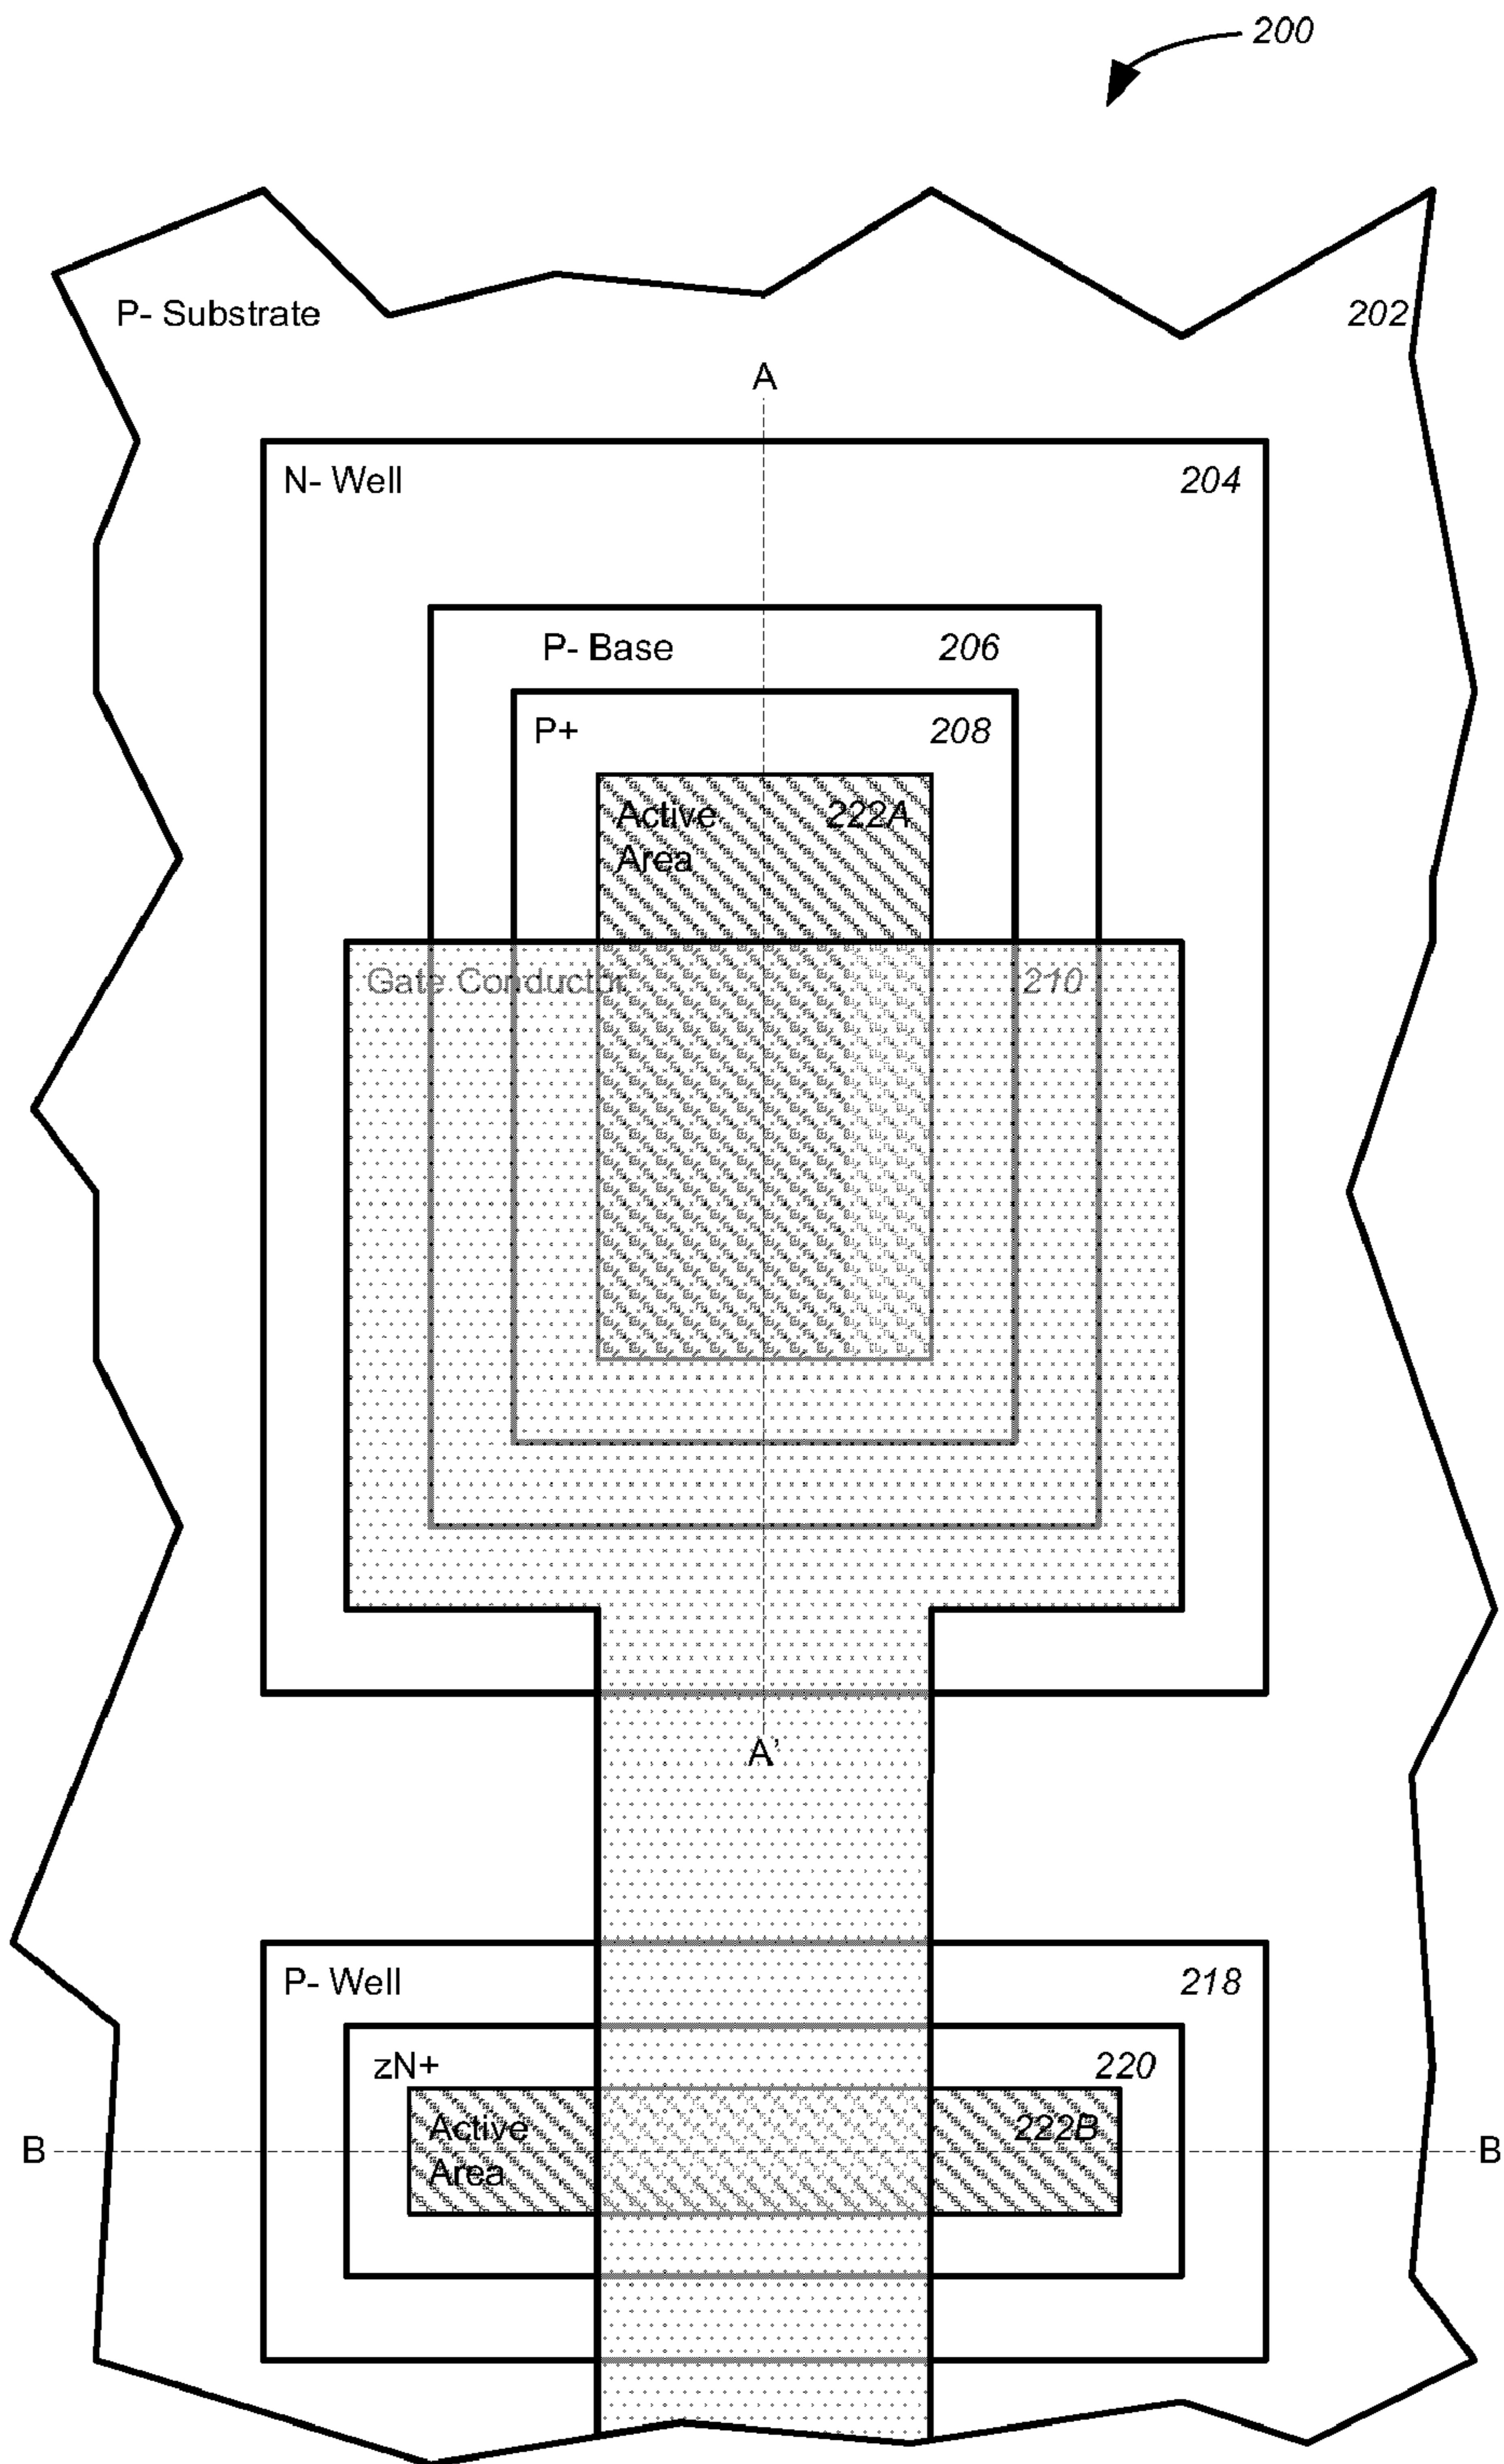 200
P- Substrate 202
A
N- Well 204
P- Base 206
P+ 208
Active 222A
Area
Gate Conductor 210
A’
P- Well 218
zN+ 220
Active 222B
B B
Area